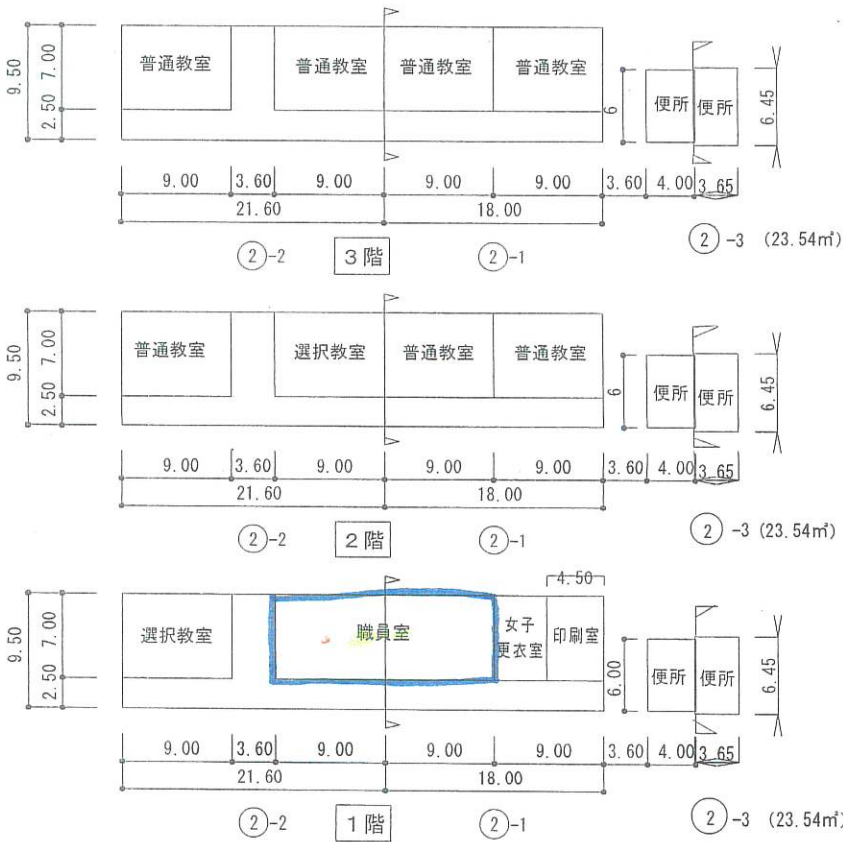 普通教室 普通教室 普通教室 普通教室 便所 便所
9.50 7.00 2.50 6 6.45
9.00 3.60 9.00 9.00 9.00 3.60 4.00 3.65
21.60 18.00
②-2 3階 ②-1 ②-3 (23.54㎡)
普通教室 選択教室 普通教室 普通教室 便所 便所
9.50 7.00 2.50 6 6.45
9.00 3.60 9.00 9.00 9.00 3.60 4.00 3.65
21.60 18.00
②-2 2階 ②-1 ②-3 (23.54㎡)
4.50
選択教室 職員室 女子更衣室 印刷室 便所 便所
9.50 7.00 2.50 6.00 6.45
9.00 3.60 9.00 9.00 9.00 3.60 4.00 3.65
21.60 18.00
②-2 1階 ②-1 ②-3 (23.54㎡)